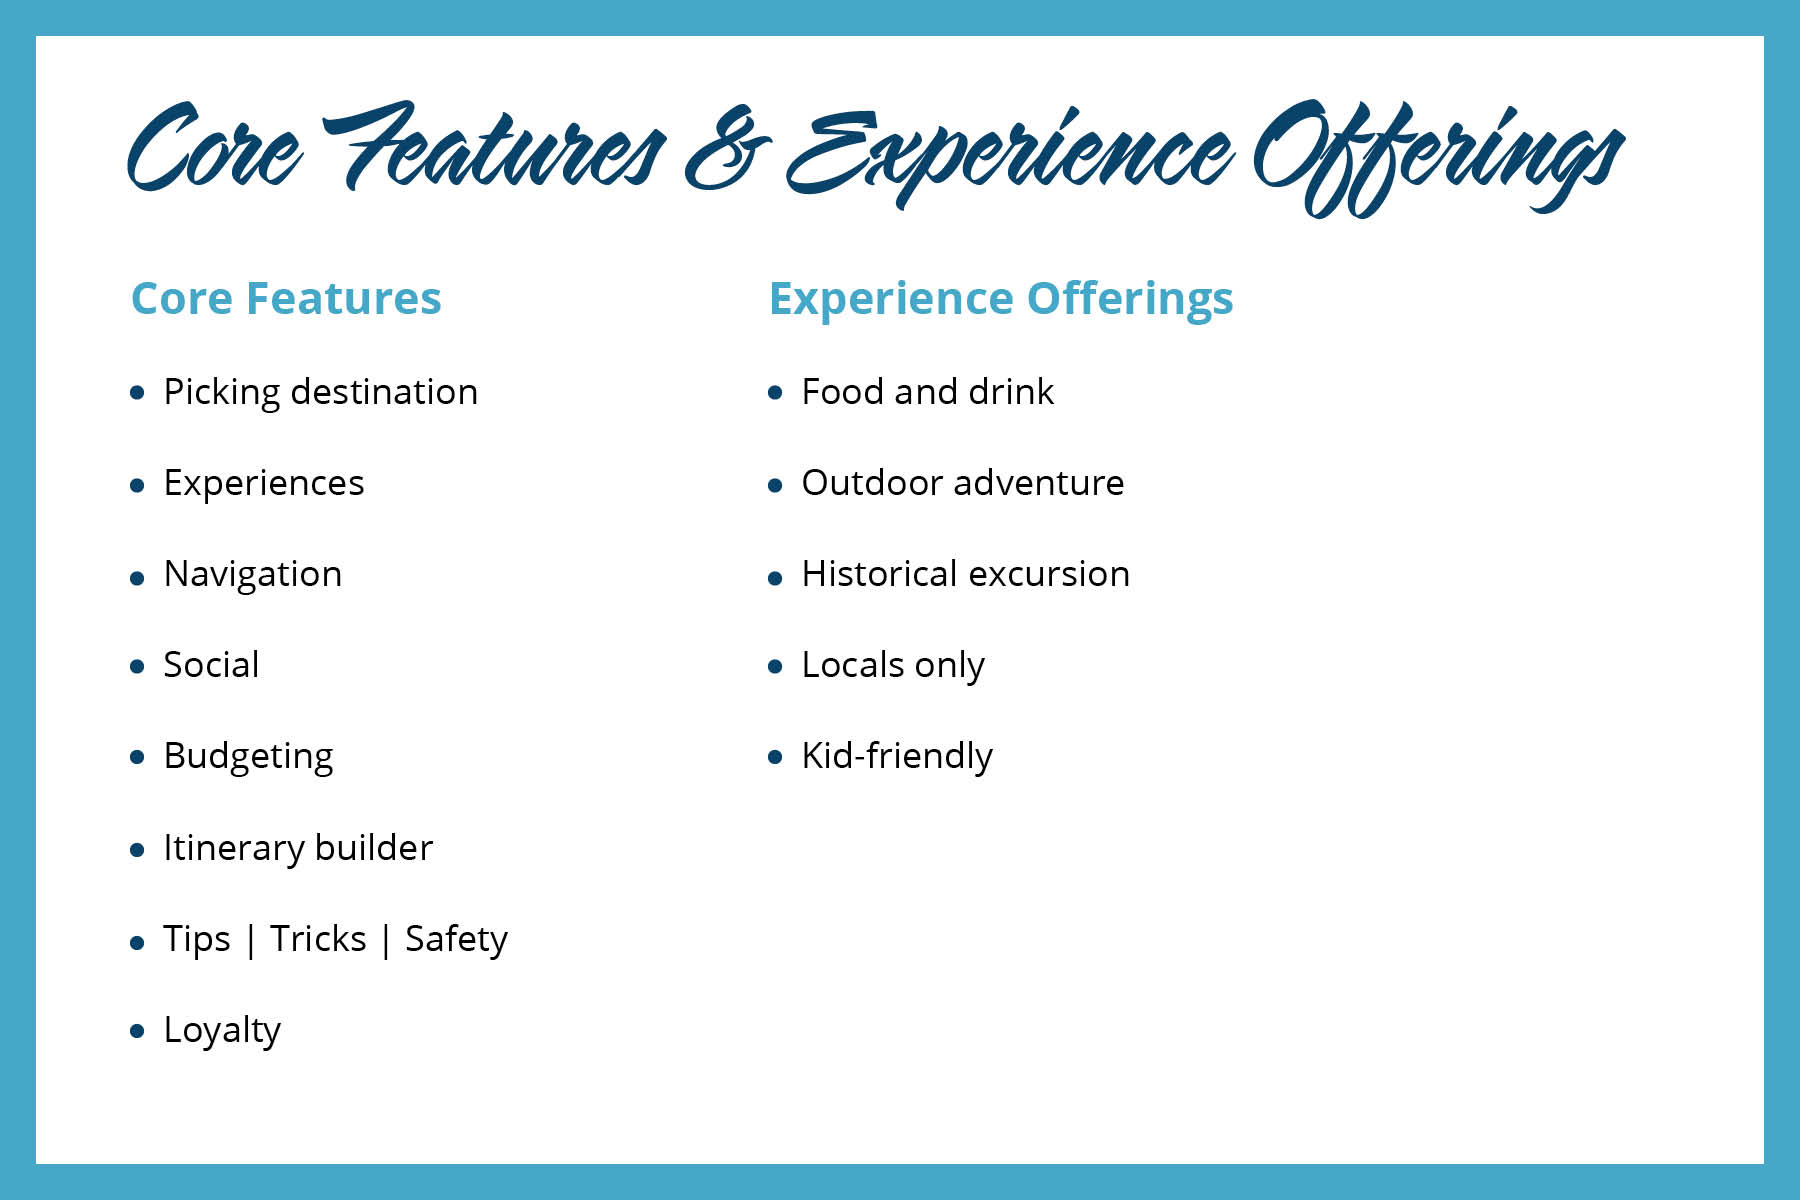 Core Features & Experience Offerings
Core Features
• Picking destination
• Experiences
• Navigation
• Social
• Budgeting
• Itinerary builder
• Tips | Tricks | Safety
• Loyalty
Experience Offerings
• Food and drink
• Outdoor adventure
• Historical excursion
• Locals only
• Kid-friendly